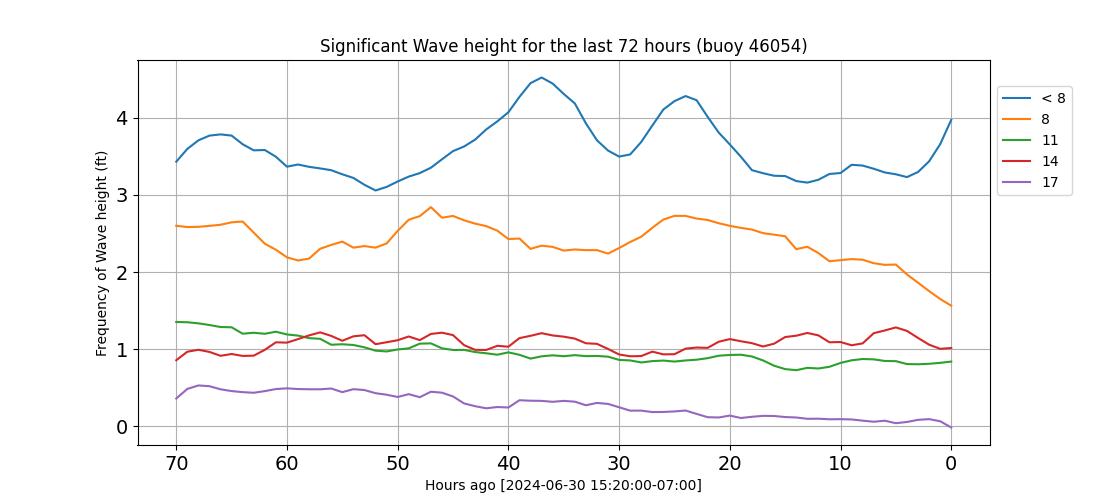 Significant Wave height for the last 72 hours (buoy 46054)
Frequency of Wave height (ft)
4
3
2
1
0
70 60 50 40 30 20 10 0
Hours ago [2024-06-30 15:20:00-07:00]
< 8
8
11
14
17